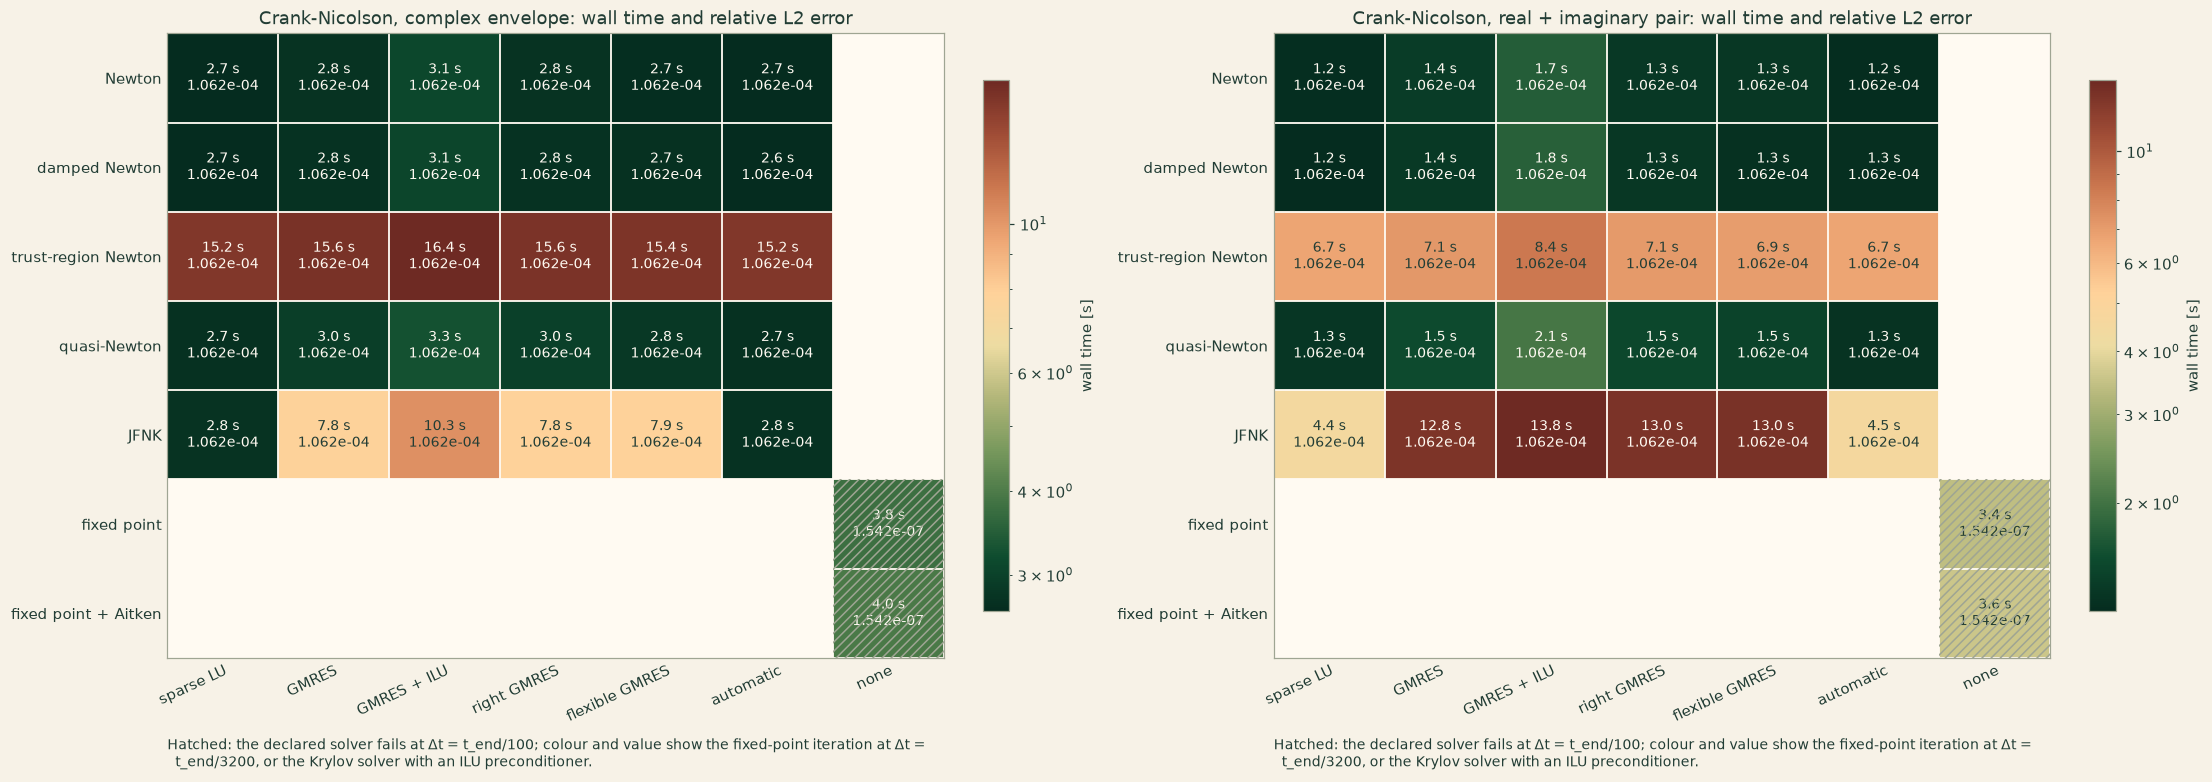 Crank-Nicolson, complex envelope: wall time and relative L2 error
Newton
2.7 s 2.8 s 3.1 s 2.8 s 2.7 s 2.7 s
1.062e-04 1.062e-04 1.062e-04 1.062e-04 1.062e-04 1.062e-04
damped Newton
2.7 s 2.8 s 3.1 s 2.8 s 2.7 s 2.6 s
1.062e-04 1.062e-04 1.062e-04 1.062e-04 1.062e-04 1.062e-04
trust-region Newton
15.2 s 15.6 s 16.4 s 15.6 s 15.4 s 15.2 s
1.062e-04 1.062e-04 1.062e-04 1.062e-04 1.062e-04 1.062e-04
quasi-Newton
2.7 s 3.0 s 3.3 s 3.0 s 2.8 s 2.7 s
1.062e-04 1.062e-04 1.062e-04 1.062e-04 1.062e-04 1.062e-04
JFNK
2.8 s 7.8 s 10.3 s 7.8 s 7.9 s 2.8 s
1.062e-04 1.062e-04 1.062e-04 1.062e-04 1.062e-04 1.062e-04
fixed point
3.8 s
1.542e-07
fixed point + Aitken
4.0 s
1.542e-07
sparse LU GMRES GMRES + ILU right GMRES flexible GMRES automatic none
10¹
6 × 10⁰
4 × 10⁰
3 × 10⁰
wall time [s]
Hatched: the declared solver fails at Δt = t_end/100; colour and value show the fixed-point iteration at Δt =
t_end/3200, or the Krylov solver with an ILU preconditioner.
Crank-Nicolson, real + imaginary pair: wall time and relative L2 error
Newton
1.2 s 1.4 s 1.7 s 1.3 s 1.3 s 1.2 s
1.062e-04 1.062e-04 1.062e-04 1.062e-04 1.062e-04 1.062e-04
damped Newton
1.2 s 1.4 s 1.8 s 1.3 s 1.3 s 1.3 s
1.062e-04 1.062e-04 1.062e-04 1.062e-04 1.062e-04 1.062e-04
trust-region Newton
6.7 s 7.1 s 8.4 s 7.1 s 6.9 s 6.7 s
1.062e-04 1.062e-04 1.062e-04 1.062e-04 1.062e-04 1.062e-04
quasi-Newton
1.3 s 1.5 s 2.1 s 1.5 s 1.5 s 1.3 s
1.062e-04 1.062e-04 1.062e-04 1.062e-04 1.062e-04 1.062e-04
JFNK
4.4 s 12.8 s 13.8 s 13.0 s 13.0 s 4.5 s
1.062e-04 1.062e-04 1.062e-04 1.062e-04 1.062e-04 1.062e-04
fixed point
3.4 s
1.542e-07
fixed point + Aitken
3.6 s
1.542e-07
sparse LU GMRES GMRES + ILU right GMRES flexible GMRES automatic none
10¹
6 × 10⁰
4 × 10⁰
3 × 10⁰
2 × 10⁰
wall time [s]
Hatched: the declared solver fails at Δt = t_end/100; colour and value show the fixed-point iteration at Δt =
t_end/3200, or the Krylov solver with an ILU preconditioner.